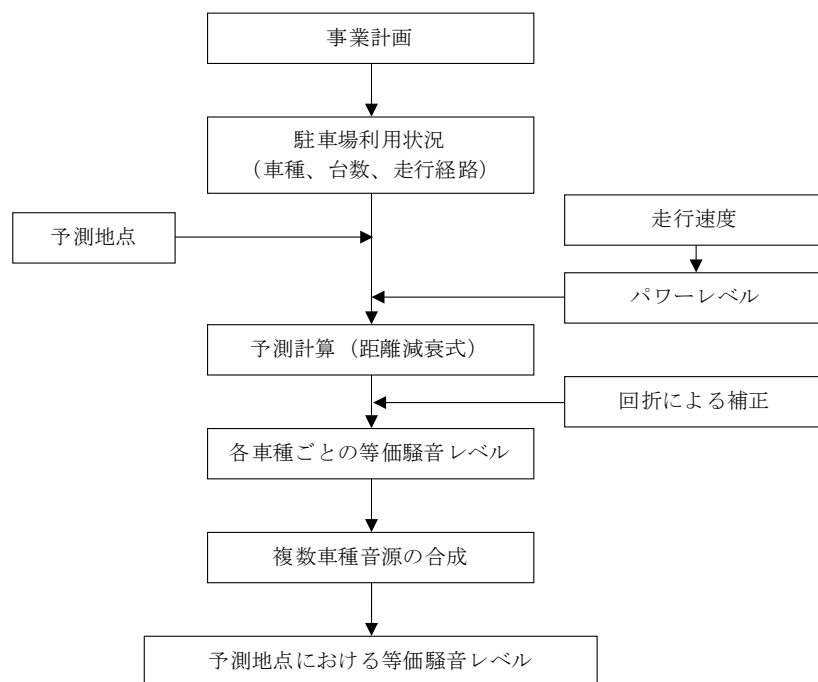 事業計画
駐車場利用状況
(車種、台数、走行経路)
走行速度
予測地点
パワーレベル
予測計算(距離減衰式)
回折による補正
各車種ごとの等価騒音レベル
複数車種音源の合成
予測地点における等価騒音レベル